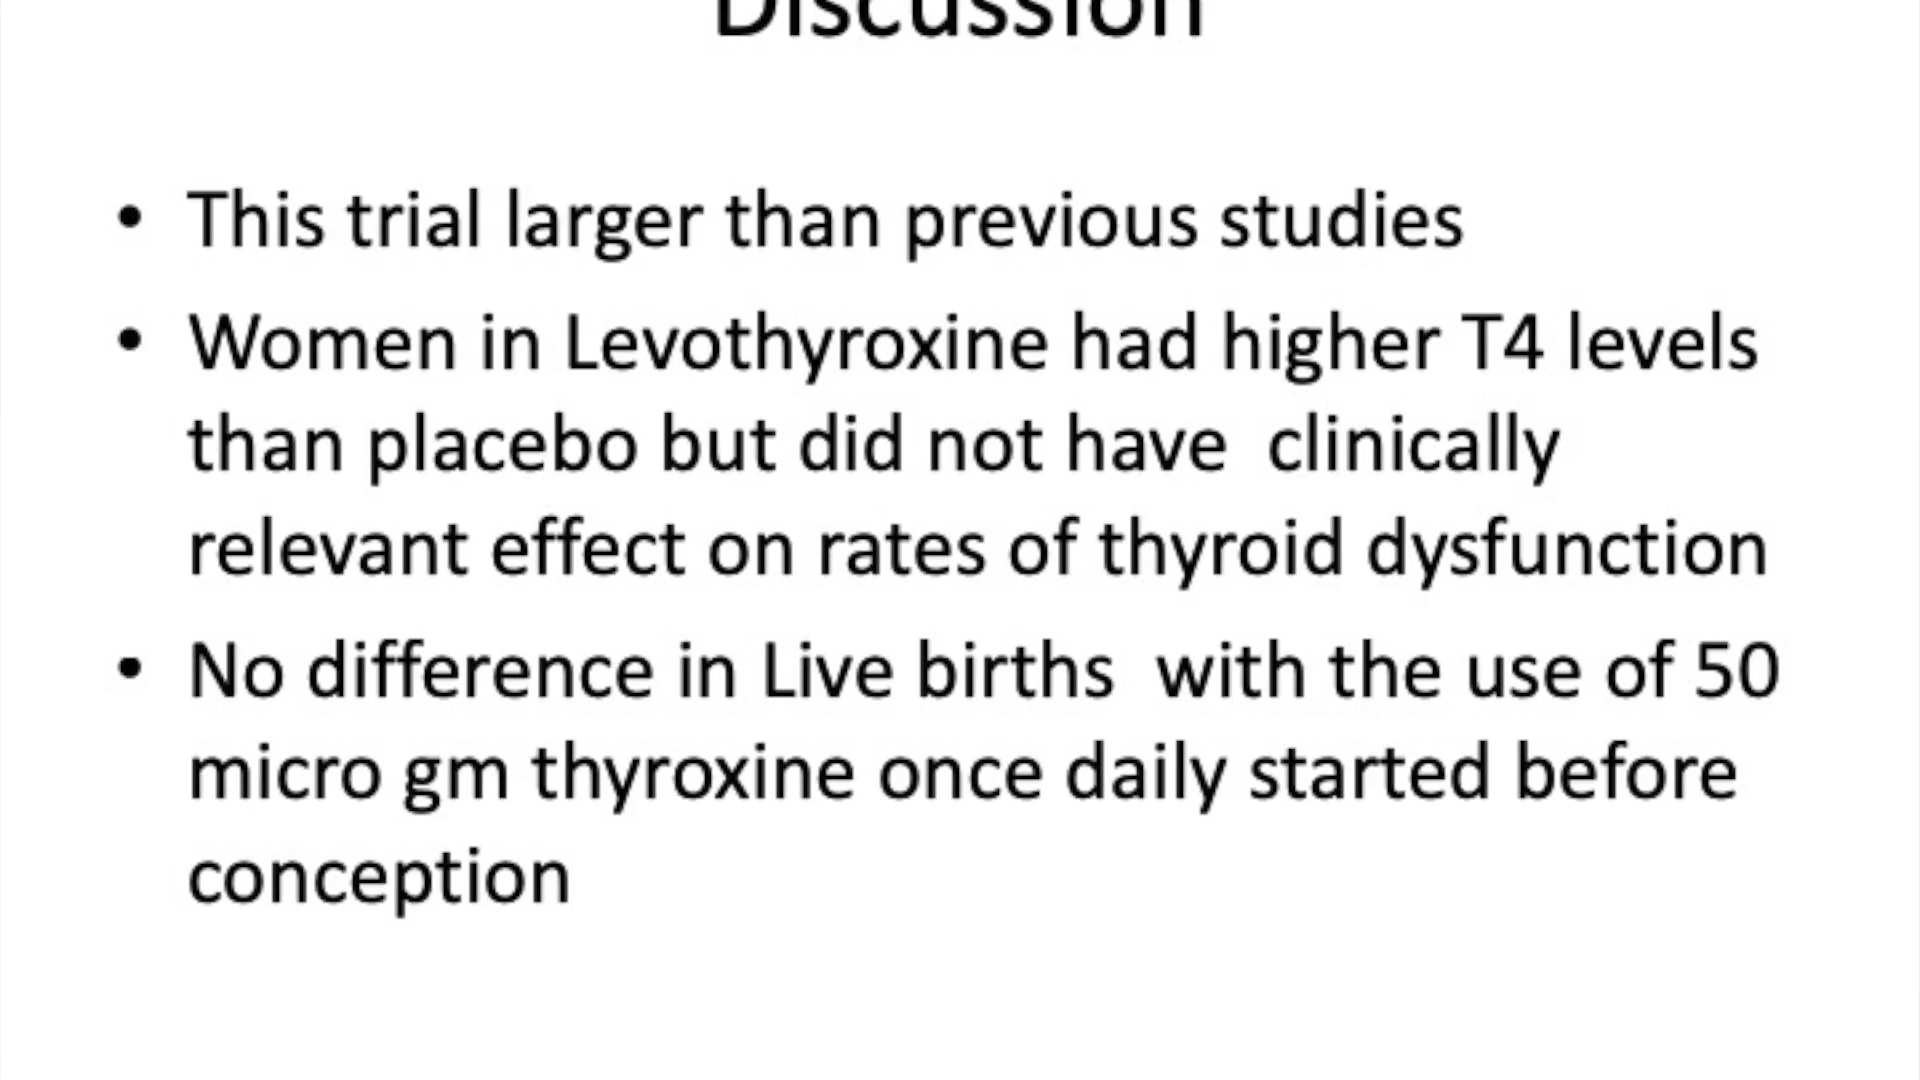 Discussion
• This trial larger than previous studies
• Women in Levothyroxine had higher T4 levels
than placebo but did not have  clinically
relevant effect on rates of thyroid dysfunction
• No difference in Live births  with the use of 50
micro gm thyroxine once daily started before
conception